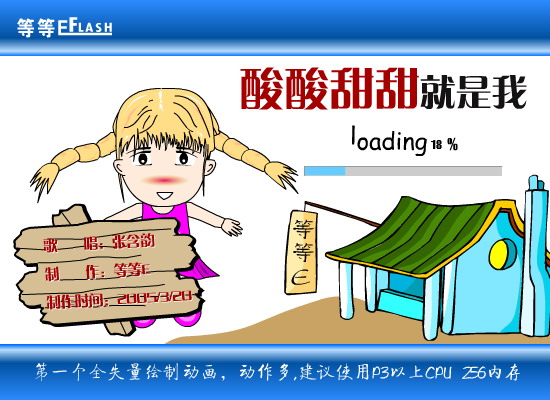 等等EFLASH
酸酸甜甜就是我
loading 18 %
等等E
歌 唱：张含韵
制 作：等等E
制作时间：2005/3/20
第一个全失量绘制动画，动作多,建议使用P3以上CPU 256内存